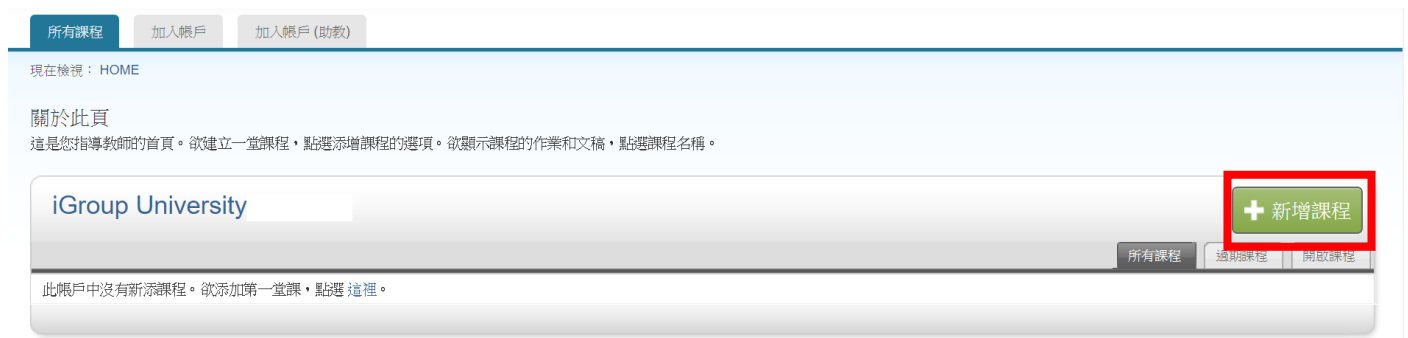 所有課程 加入帳戶 加入帳戶 (助教)
現在檢視： HOME
關於此頁
這是您指導教師的首頁。欲建立一堂課程，點選添增課程的選項。欲顯示課程的作業和文稿，點選課程名稱。
iGroup University
新增課程
所有課程 過期課程 開啟課程
此帳戶中沒有新添課程。欲添加第一堂課，點選 這裡。